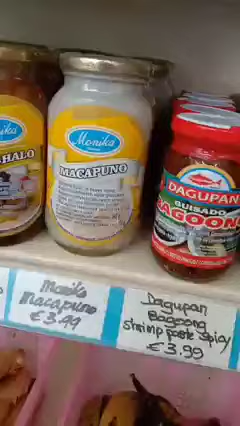 Monika
HALO
Monika
MACAPUNO
DAGUPAN
GUISADO
BAGOONG
Monika
Macapuno
€3.99
Dagupan
Bagoong
shrimp paste spicy
€3.99